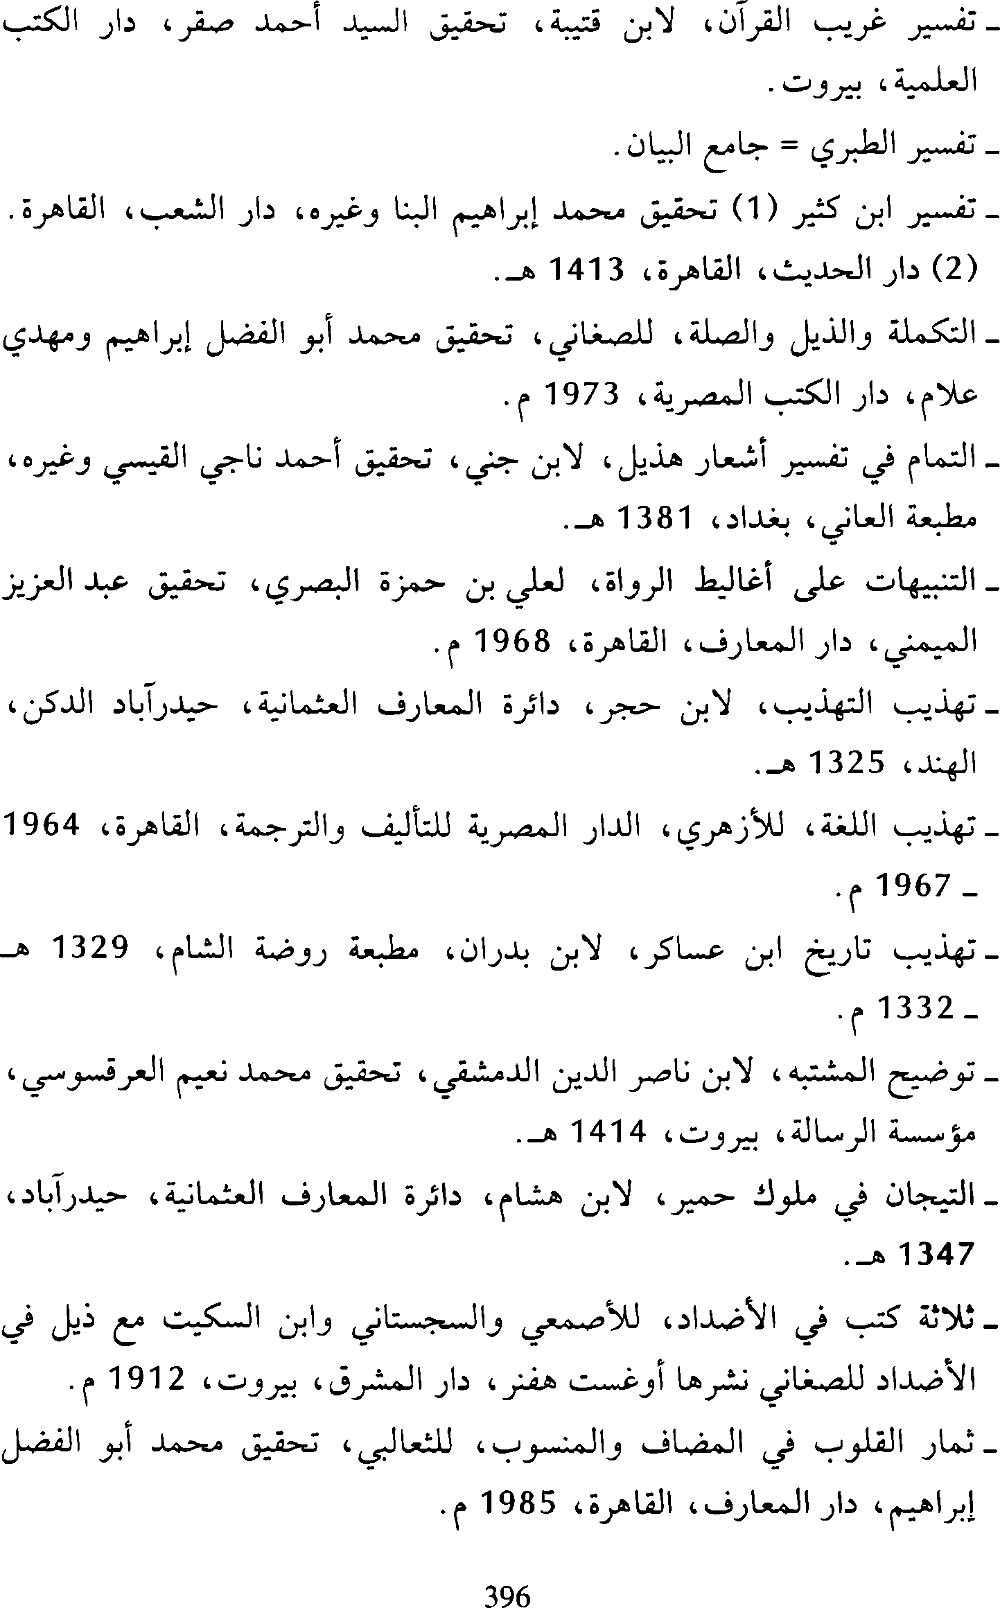 ـ تفسير غريب القرآن، لابن قتيبة، تحقيق السيد أحمد صقر، دار الكتب
العلمية، بيروت.
ـ تفسير الطبري = جامع البيان.
ـ تفسير ابن كثير (1) تحقيق محمد إبراهيم البنا وغيره، دار الشعب، القاهرة.
(2) دار الحديث، القاهرة، 1413 هـ.
ـ التكملة والذيل والصلة، للصغاني، تحقيق محمد أبو الفضل إبراهيم ومهدي
علام، دار الكتب المصرية، 1973 م.
ـ التمام في تفسير أشعار هذيل، لابن جني، تحقيق أحمد ناجي القيسي وغيره،
مطبعة العاني، بغداد، 1381 هـ.
ـ التنبيهات على أغاليط الرواة، لعلي بن حمزة البصري، تحقيق عبد العزيز
الميمني، دار المعارف، القاهرة، 1968 م.
ـ تهذيب التهذيب، لابن حجر، دائرة المعارف العثمانية، حيدرآباد الدكن،
الهند، 1325 هـ.
ـ تهذيب اللغة، للأزهري، الدار المصرية للتأليف والترجمة، القاهرة، 1964
ـ 1967 م.
ـ تهذيب تاريخ ابن عساكر، لابن بدران، مطبعة روضة الشام، 1329 هـ
ـ 1332 م.
ـ توضيح المشتبه، لابن ناصر الدين الدمشقي، تحقيق محمد نعيم العرقسوسي،
مؤسسة الرسالة، بيروت، 1414 هـ.
ـ التيجان في ملوك حمير، لابن هشام، دائرة المعارف العثمانية، حيدرآباد،
1347 هـ.
ـ ثلاثة كتب في الأضداد، للأصمعي والسجستاني وابن السكيت مع ذيل في
الأضداد للصغاني نشرها أوغست هفنر، دار المشرق، بيروت، 1912 م.
ـ ثمار القلوب في المضاف والمنسوب، للثعالبي، تحقيق محمد أبو الفضل
إبراهيم، دار المعارف، القاهرة، 1985 م.
396